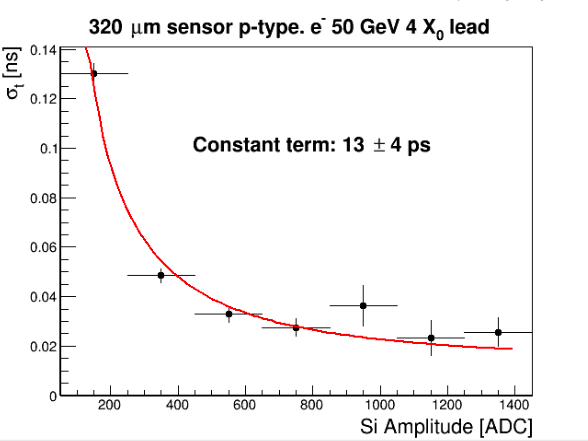 320 μm sensor p-type. e⁻ 50 GeV 4 X₀ lead
σₜ [ns]
0.14
0.12
0.1
0.08
0.06
0.04
0.02
0
Constant term: 13 ± 4 ps
200 400 600 800 1000 1200 1400
Si Amplitude [ADC]